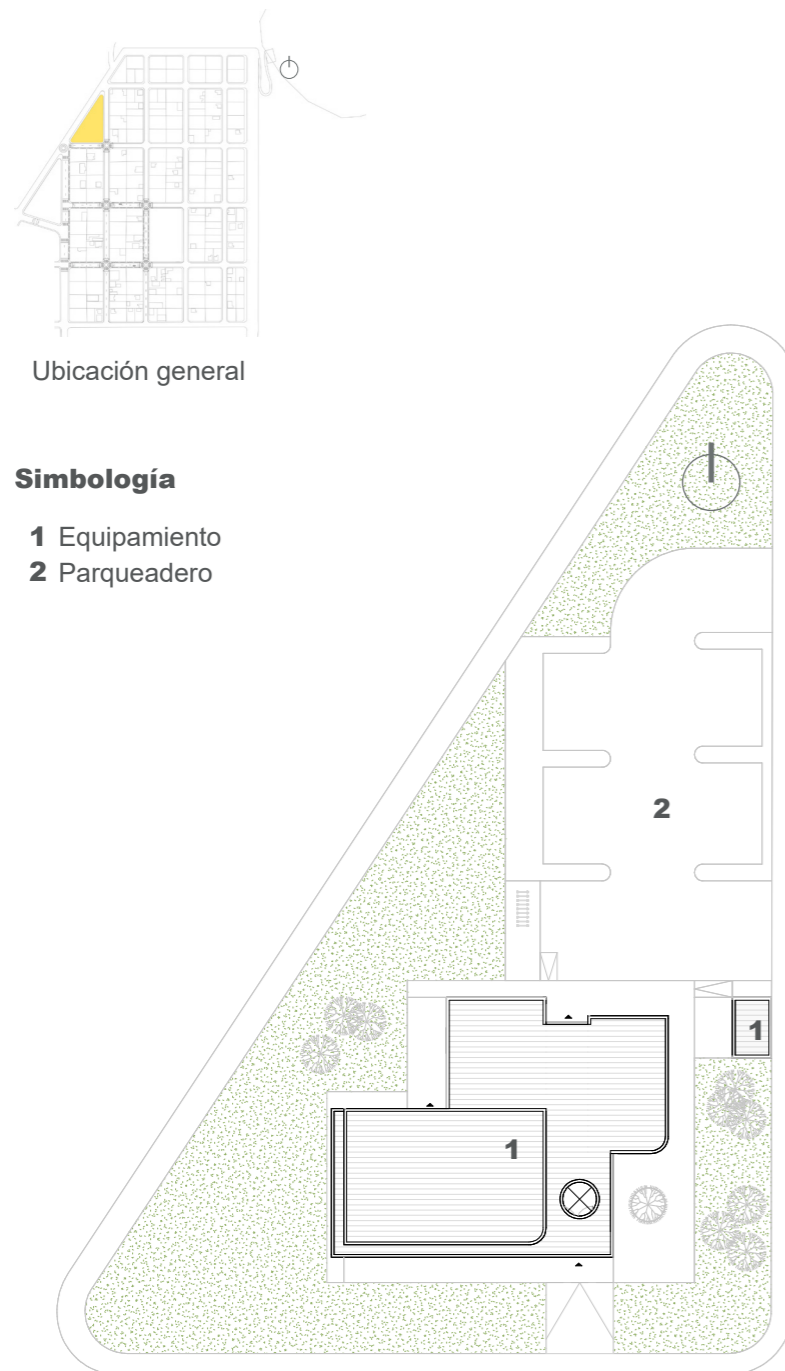 Ubicación general
Simbología
1 Equipamiento
2 Parqueadero
2
1
1